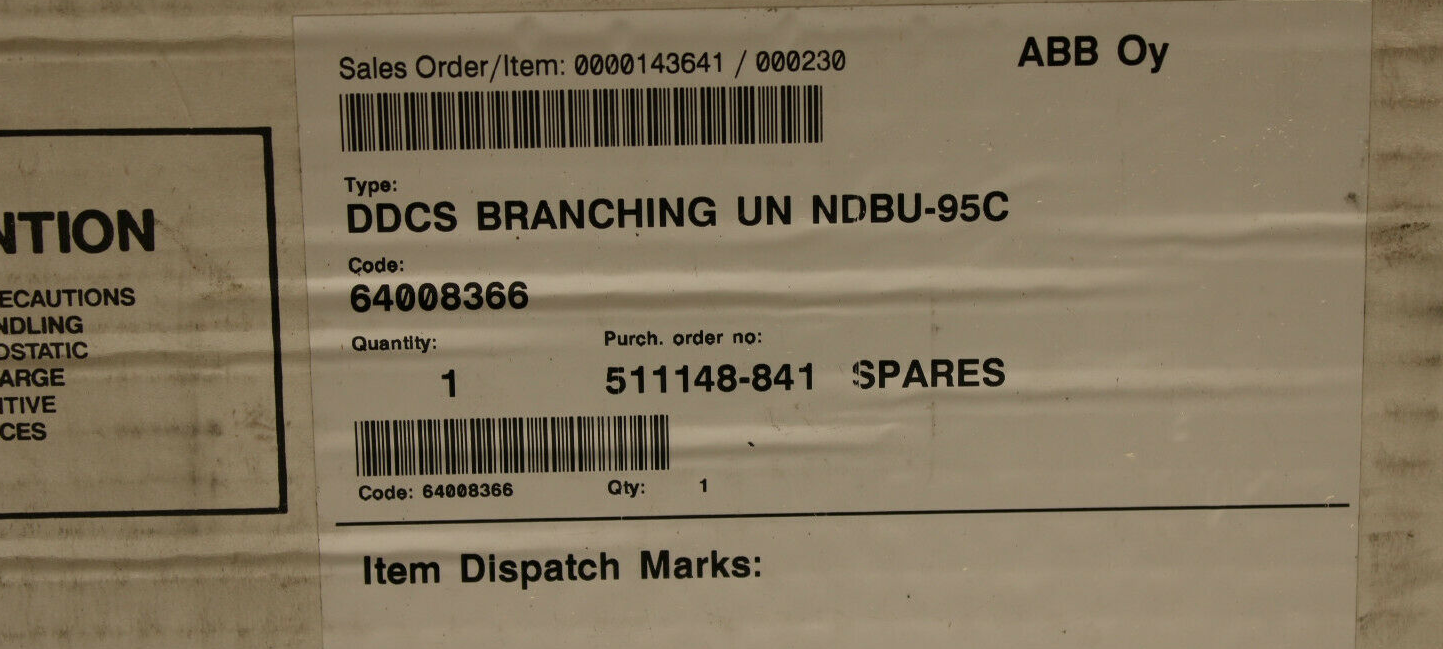 Sales Order/Item: 0000143641 / 000230
ABB Oy
Type:
DDCS BRANCHING UN NDBU-95C
Code:
64008366
Quantity: Purch. order no:
1 511148-841 SPARES
Code: 64008366 Qty: 1
Item Dispatch Marks:
NTION
ECAUTIONS
NDLING
OSTATIC
ARGE
ITIVE
CES